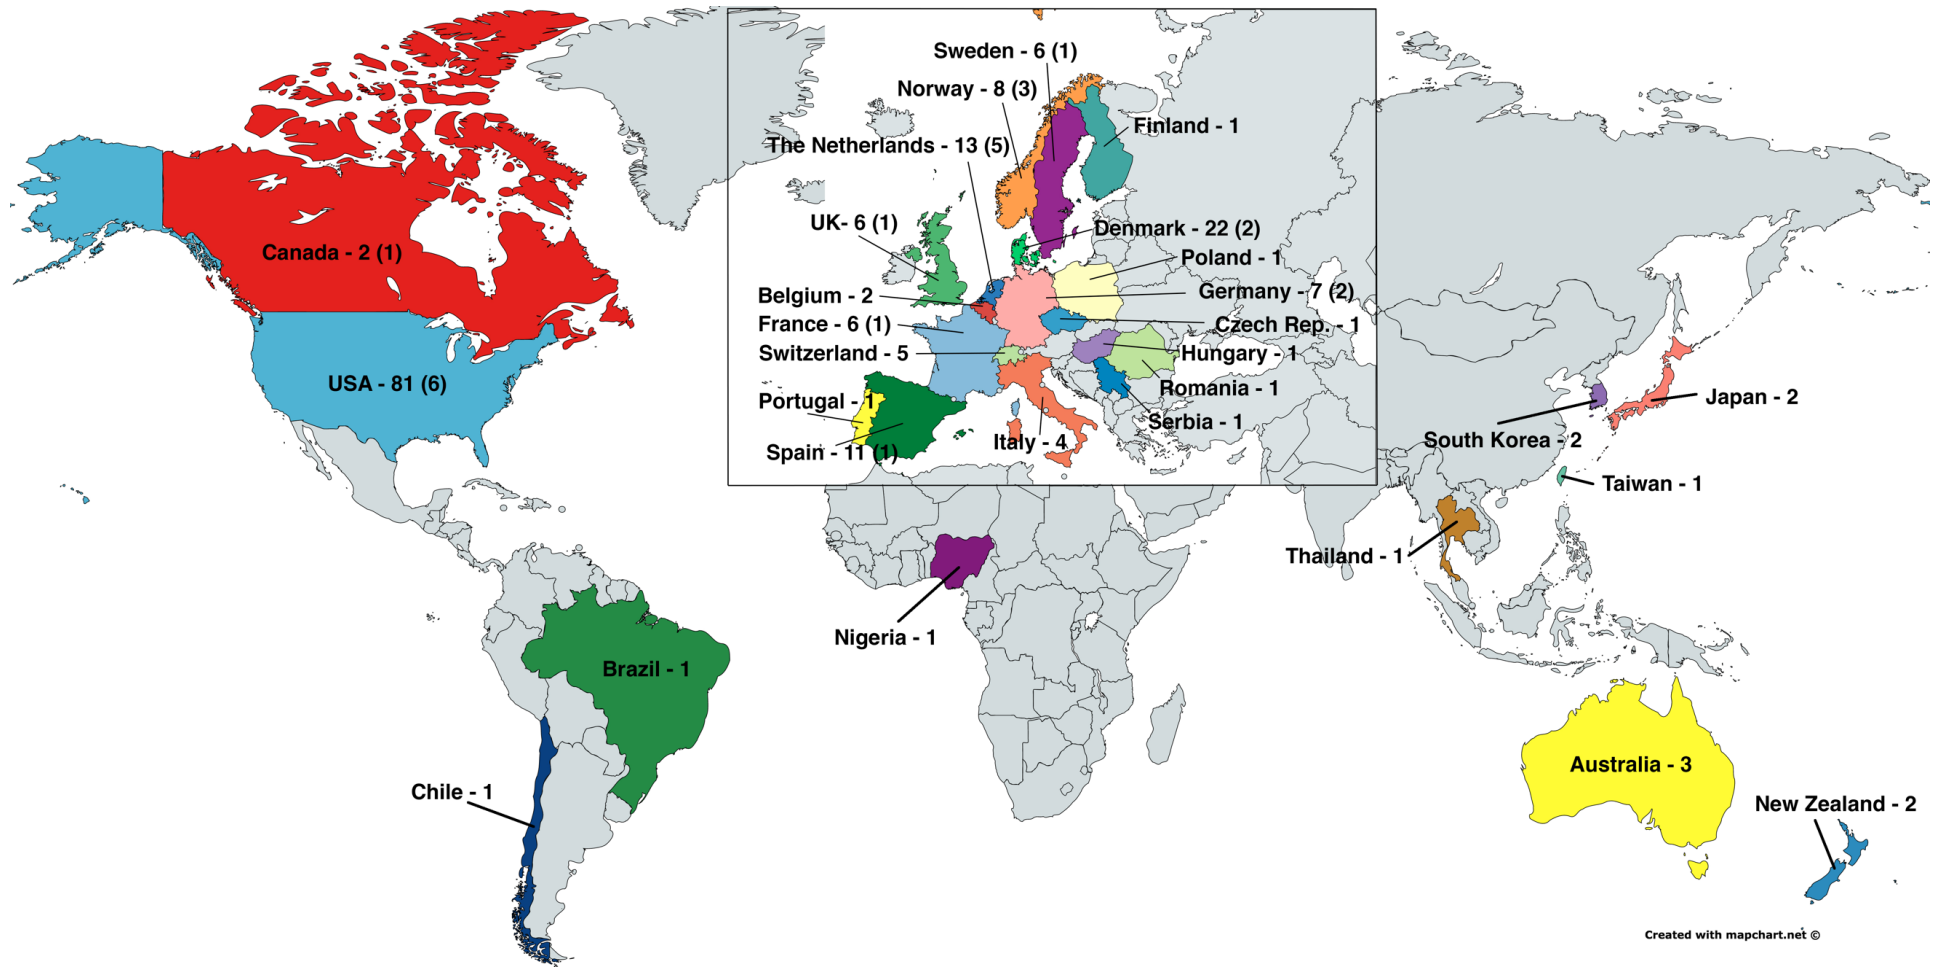 Sweden - 6 (1)
Norway - 8 (3)
Finland - 1
The Netherlands - 13 (5)
UK- 6 (1)
Denmark - 22 (2)
Poland - 1
Canada - 2 (1)
Belgium - 2
Germany - 7 (2)
France - 6 (1)
Czech Rep. - 1
Switzerland - 5
Hungary - 1
USA - 81 (6)
Romania - 1
Portugal - 1
Serbia - 1
Spain - 11 (1)
Italy - 4
Japan - 2
South Korea - 2
Taiwan - 1
Thailand - 1
Nigeria - 1
Brazil - 1
Chile - 1
Australia - 3
New Zealand - 2
Created with mapchart.net ©